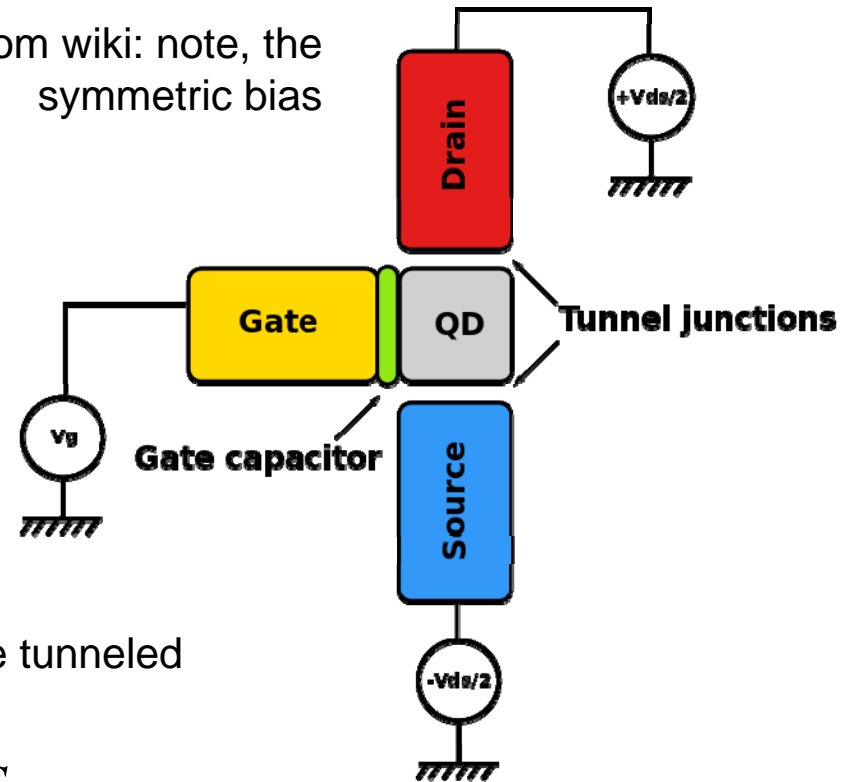 om wiki: note, the
symmetric bias
+Vds/2
Drain
Gate
QD
Tunnel junctions
Vg
Gate capacitor
Source
e tunneled
-Vds/2